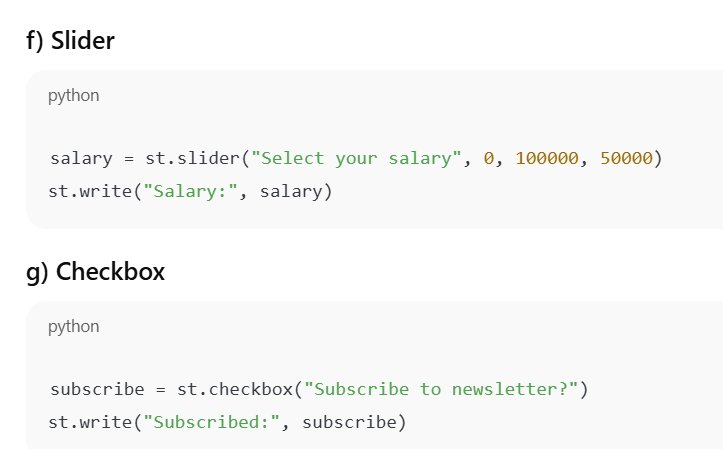 f) Slider
python
salary = st.slider("Select your salary", 0, 100000, 50000)
st.write("Salary:", salary)
g) Checkbox
python
subscribe = st.checkbox("Subscribe to newsletter?")
st.write("Subscribed:", subscribe)